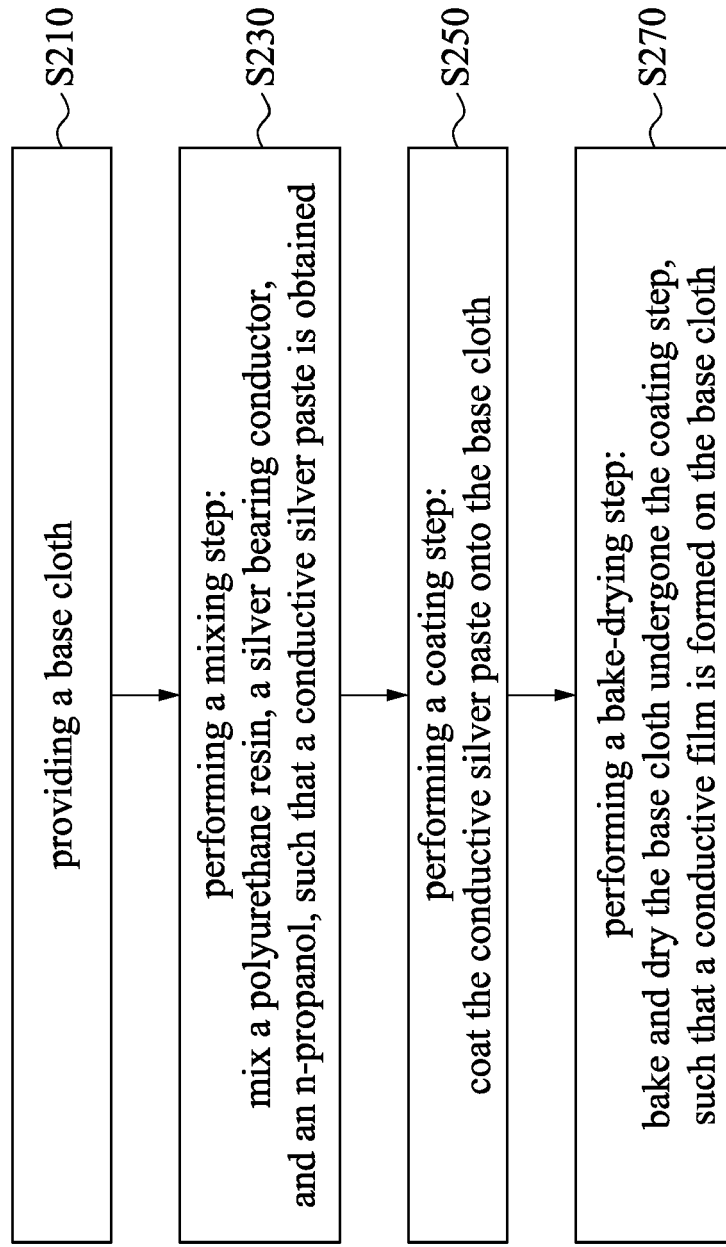 providing a base cloth
S210
performing a mixing step:
mix a polyurethane resin, a silver bearing conductor,
and an n-propanol, such that a conductive silver paste is obtained
S230
performing a coating step:
coat the conductive silver paste onto the base cloth
S250
performing a bake-drying step:
bake and dry the base cloth undergone the coating step,
such that a conductive film is formed on the base cloth
S270